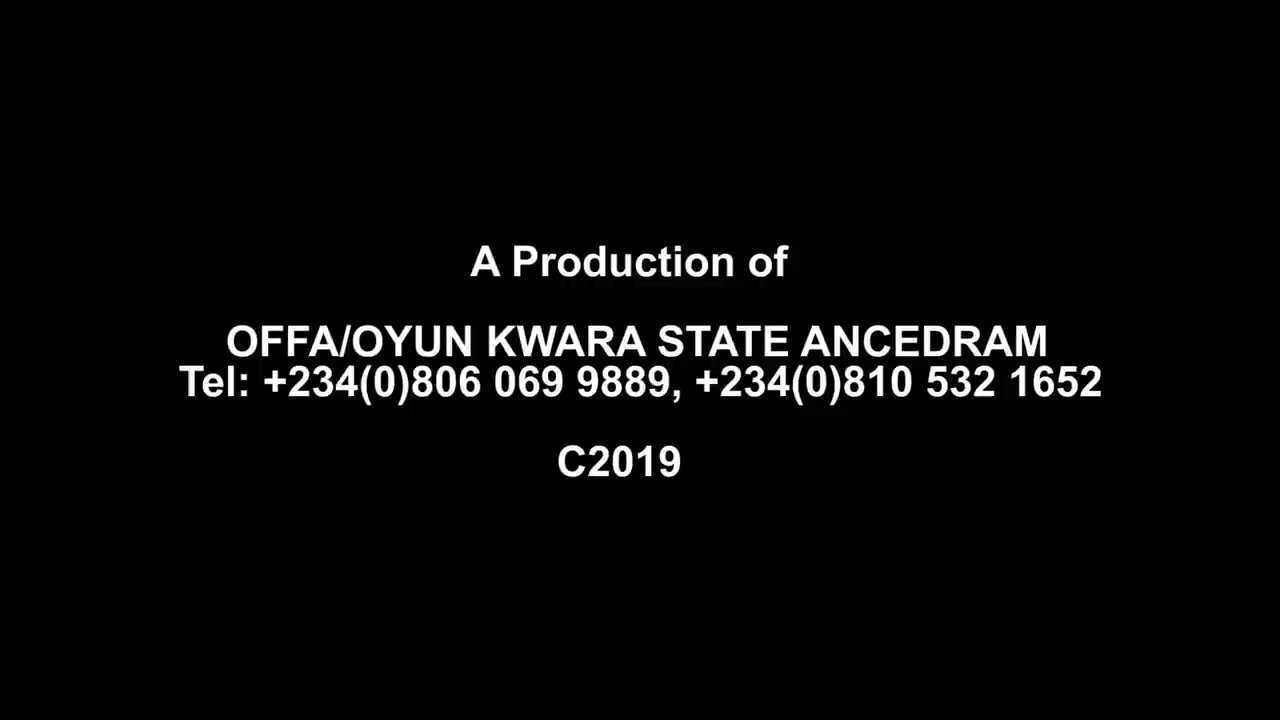 A Production of
OFFA/OYUN KWARA STATE ANCEDRAM
Tel: +234(0)806 069 9889, +234(0)810 532 1652
C2019